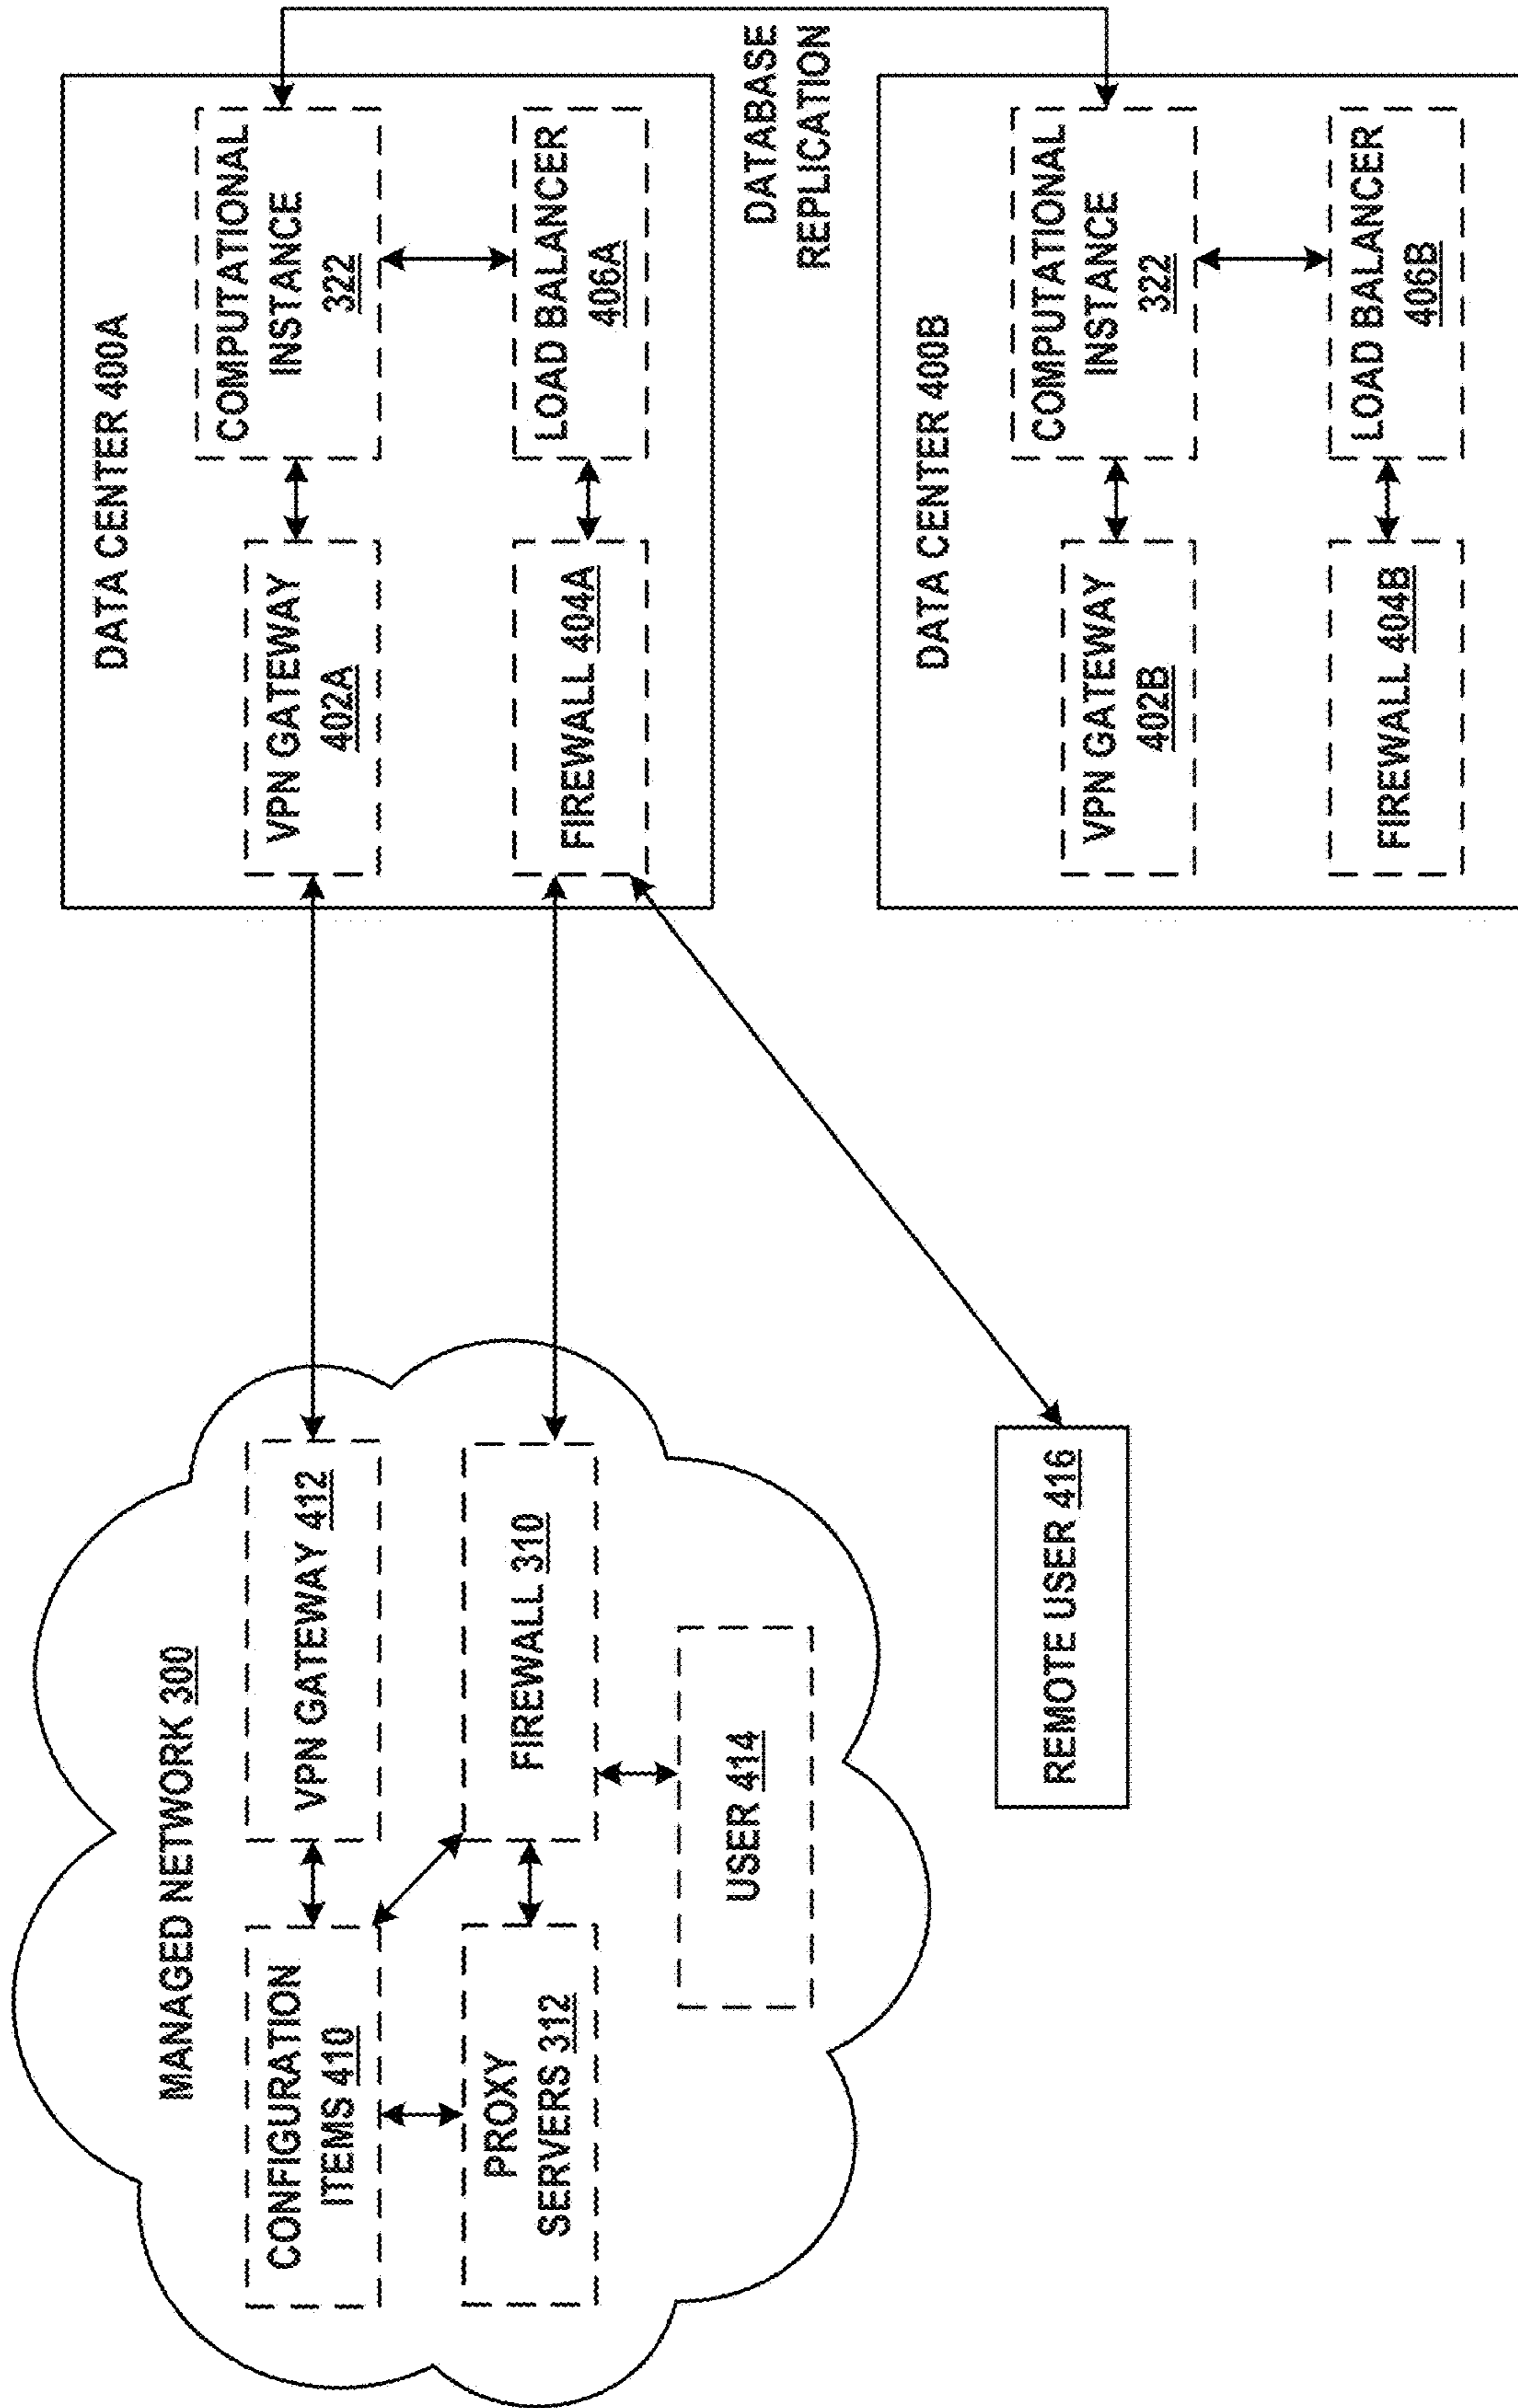 MANAGED NETWORK 300
CONFIGURATION
ITEMS 410
VPN GATEWAY 412
PROXY
SERVERS 312
FIREWALL 310
USER 414
REMOTE USER 416
DATA CENTER 400A
VPN GATEWAY
402A
COMPUTATIONAL
INSTANCE
322
FIREWALL 404A
LOAD BALANCER
406A
DATABASE
REPLICATION
DATA CENTER 400B
VPN GATEWAY
402B
COMPUTATIONAL
INSTANCE
322
FIREWALL 404B
LOAD BALANCER
406B